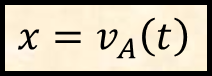 x = v_A(t)